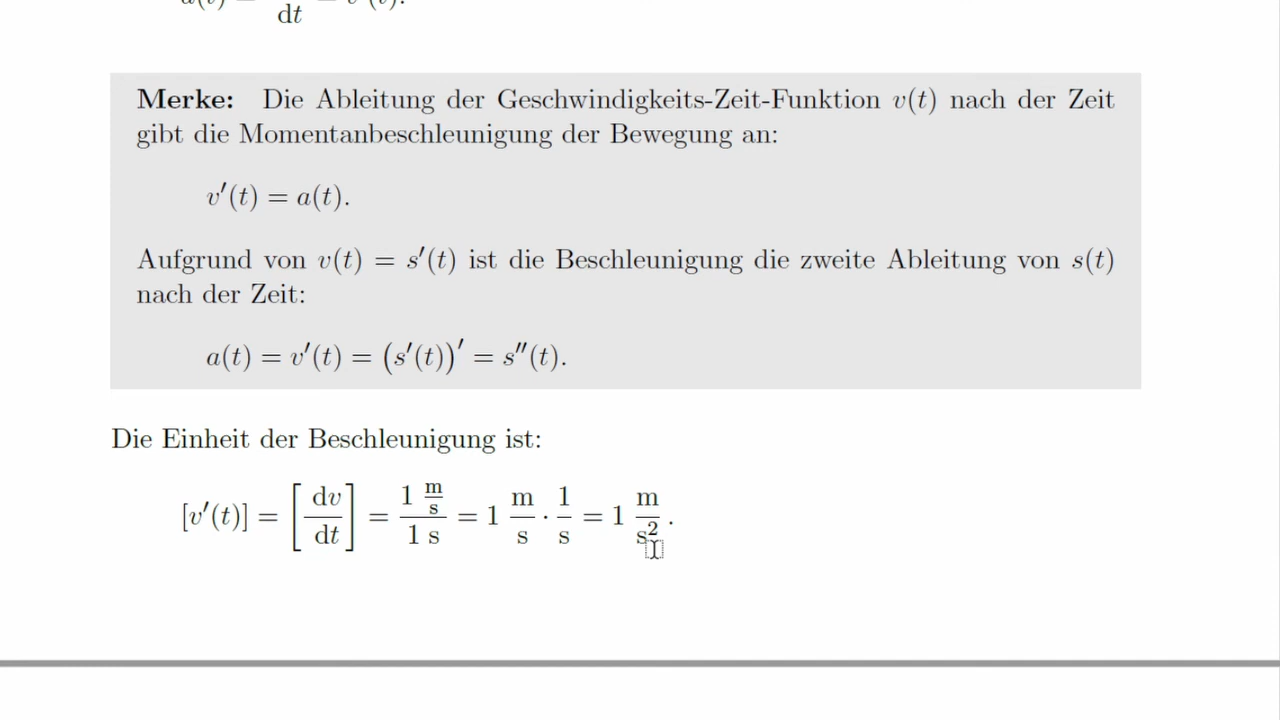 dt
Merke: Die Ableitung der Geschwindigkeits-Zeit-Funktion v(t) nach der Zeit
gibt die Momentanbeschleunigung der Bewegung an:
v′(t) = a(t).
Aufgrund von v(t) = s′(t) ist die Beschleunigung die zweite Ableitung von s(t)
nach der Zeit:
a(t) = v′(t) = (s′(t))′ = s″(t).
Die Einheit der Beschleunigung ist:
[v′(t)] = [dv/dt] = (1 m/s)/(1 s) = 1 m/s · 1/s = 1 m/s².